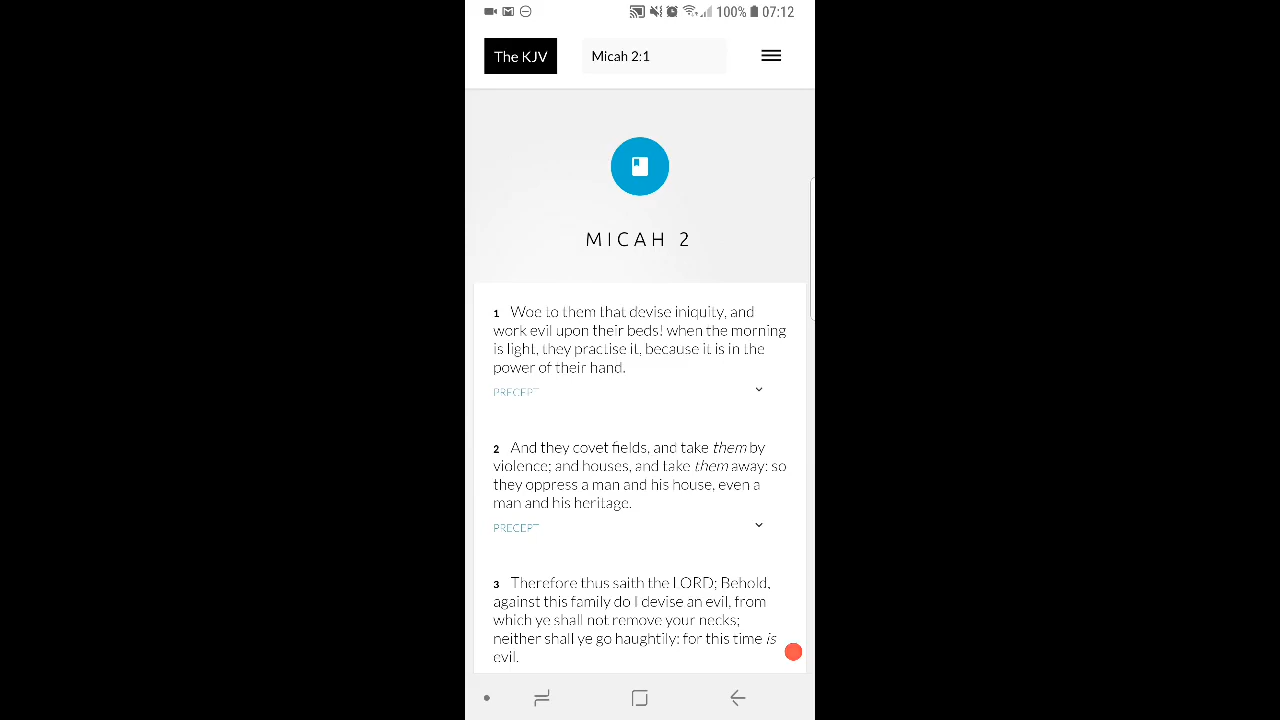 100% 07:12
The KJV Micah 2:1
MICAH 2
1 Woe to them that devise iniquity, and
work evil upon their beds! when the morning
is light, they practise it, because it is in the
power of their hand.
PRECEPT
2 And they covet fields, and take them by
violence; and houses, and take them away: so
they oppress a man and his house, even a
man and his heritage.
PRECEPT
3 Therefore thus saith the LORD; Behold,
against this family do I devise an evil, from
which ye shall not remove your necks;
neither shall ye go haughtily: for this time is
evil.